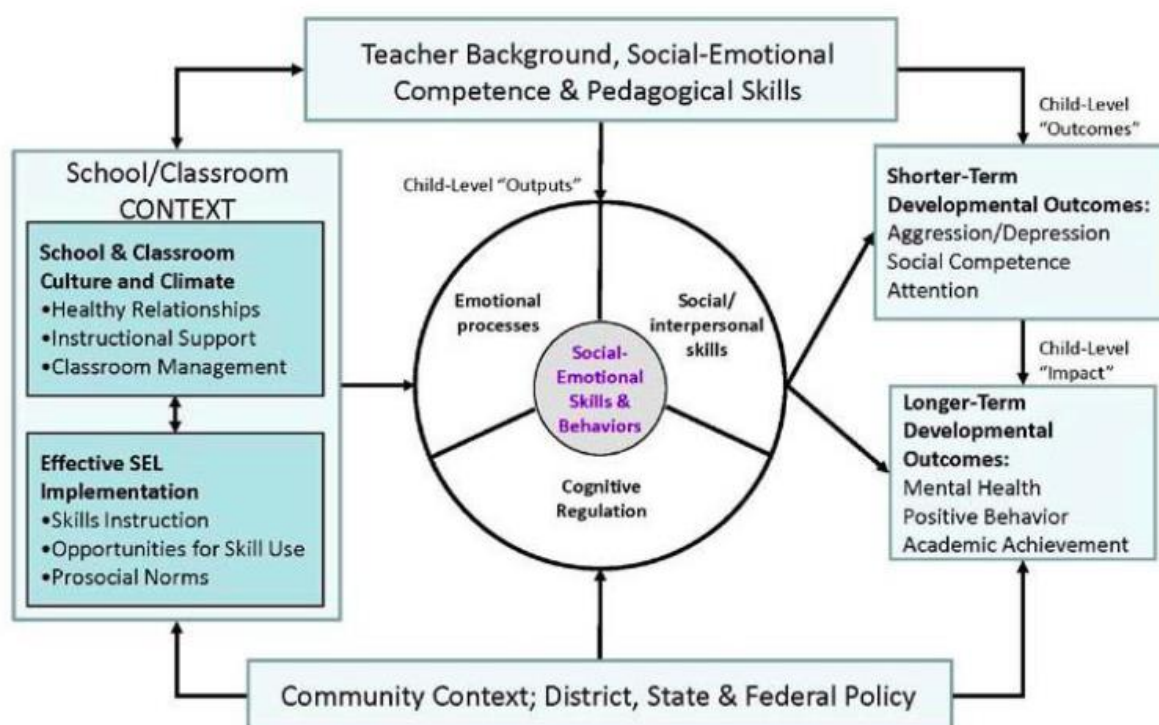 Teacher Background, Social-Emotional
Competence & Pedagogical Skills
Child-Level
"Outcomes"
School/Classroom
CONTEXT
School & Classroom
Culture and Climate
•Healthy Relationships
•Instructional Support
•Classroom Management
Effective SEL
Implementation
•Skills Instruction
•Opportunities for Skill Use
•Prosocial Norms
Child-Level "Outputs"
Emotional
processes
Social/
interpersonal
skills
Social-
Emotional
Skills &
Behaviors
Cognitive
Regulation
Shorter-Term
Developmental Outcomes:
Aggression/Depression
Social Competence
Attention
Child-Level
"Impact"
Longer-Term
Developmental
Outcomes:
Mental Health
Positive Behavior
Academic Achievement
Community Context; District, State & Federal Policy